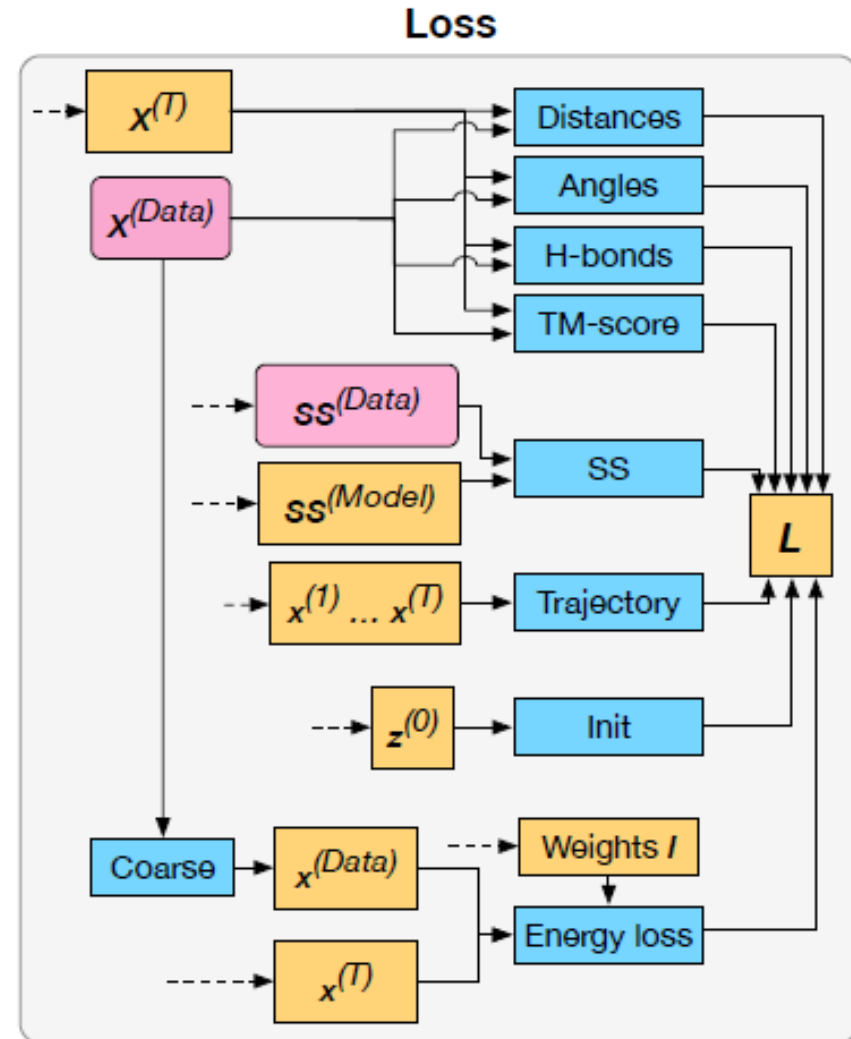 Loss
X(T)
Distances
X(Data)
Angles
H-bonds
TM-score
SS(Data)
SS
SS(Model)
L
x(1) ... x(T)
Trajectory
z(0)
Init
Coarse
x(Data)
Weights l
Energy loss
x(T)